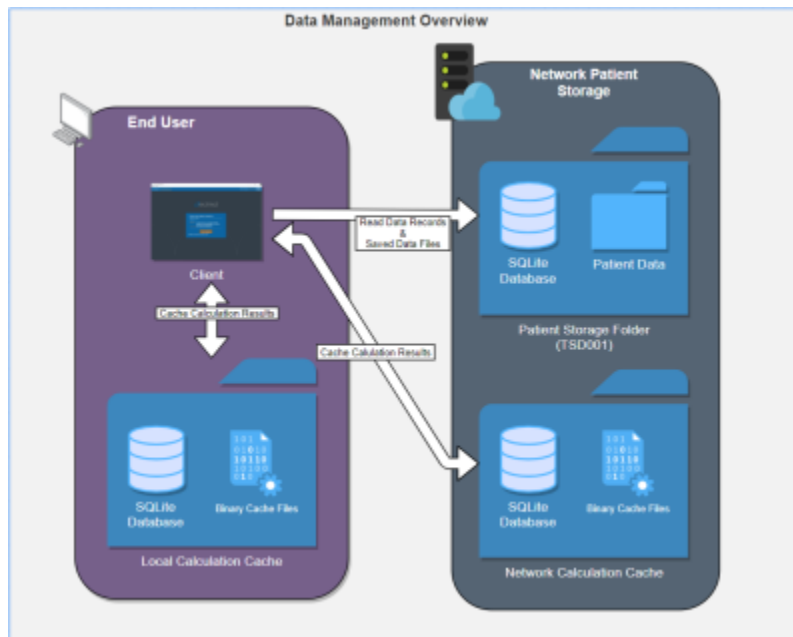 Data Management Overview
Network Patient
Storage
End User
Read Data Records
&
Saved Data Files
SQLite
Database
Patient Data
Client
Cache Calculation Results
Patient Storage Folder
(TSD001)
Cache Calulation Results
SQLite
Database
Binary Cache Files
Local Calculation Cache
SQLite
Database
Binary Cache Files
Network Calculation Cache